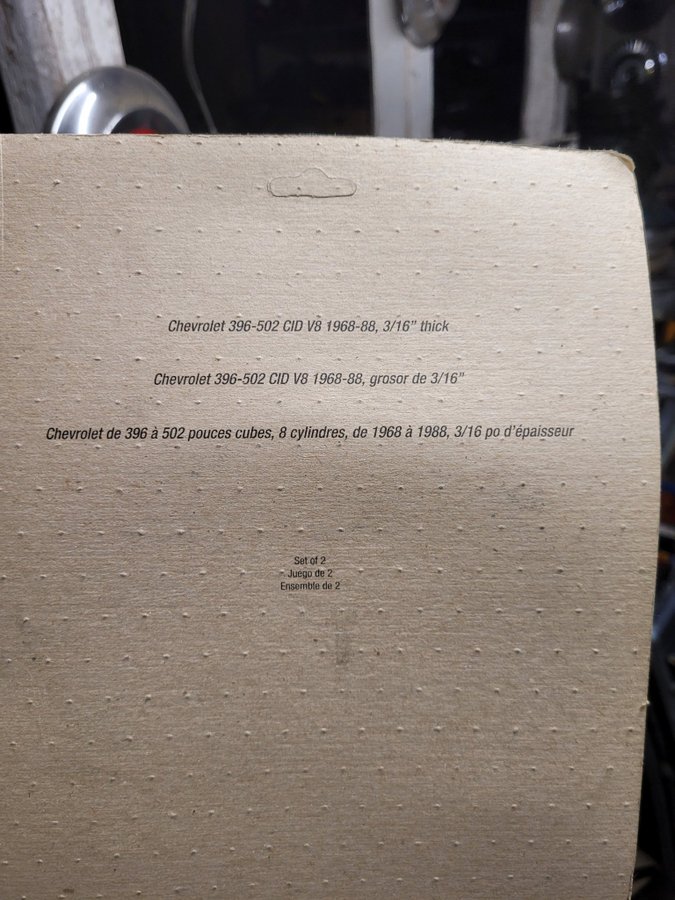 Chevrolet 396-502 CID V8 1968-88, 3/16” thick
Chevrolet 396-502 CID V8 1968-88, grosor de 3/16”
Chevrolet de 396 à 502 pouces cubes, 8 cylindres, de 1968 à 1988, 3/16 po d’épaisseur
Set of 2
Juego de 2
Ensemble de 2